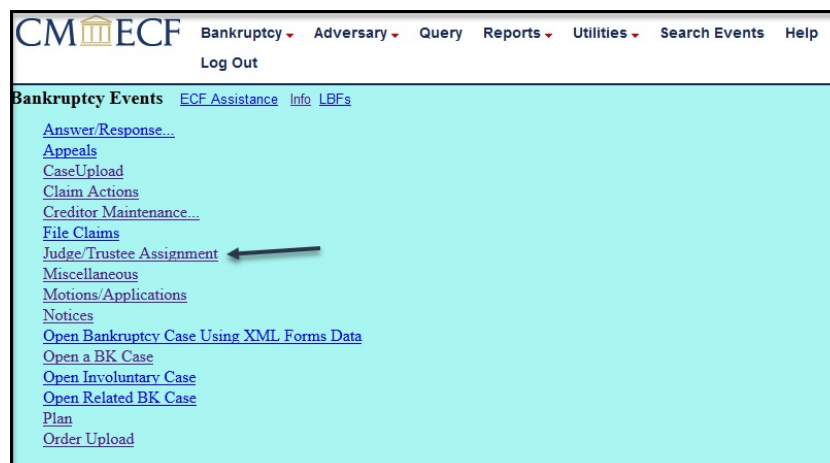 CM ECF Bankruptcy Adversary Query Reports Utilities Search Events Help
Log Out
Bankruptcy Events ECF Assistance Info LBFs
Answer/Response...
Appeals
CaseUpload
Claim Actions
Creditor Maintenance...
File Claims
Judge/Trustee Assignment
Miscellaneous
Motions/Applications
Notices
Open Bankruptcy Case Using XML Forms Data
Open a BK Case
Open Involuntary Case
Open Related BK Case
Plan
Order Upload